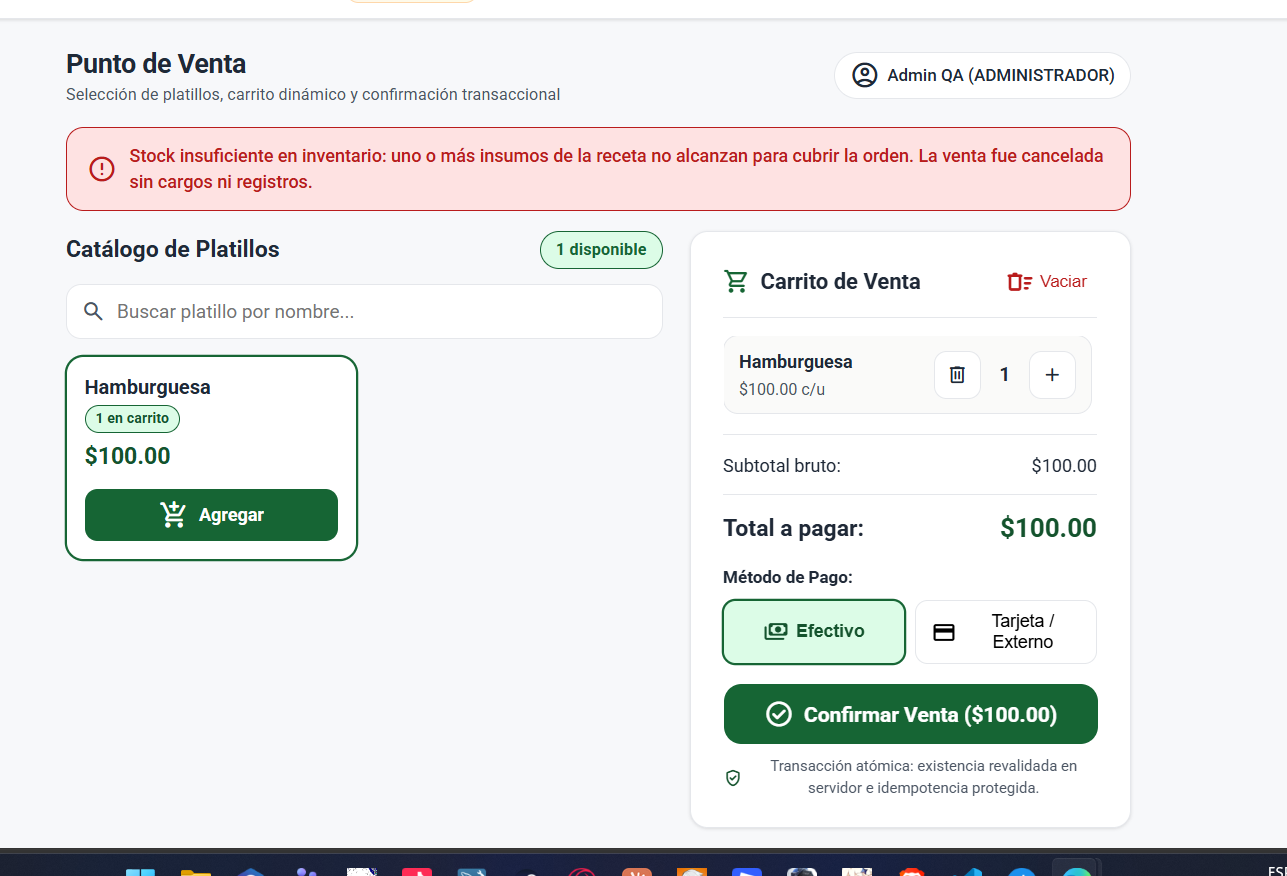 Punto de Venta
Selección de platillos, carrito dinámico y confirmación transaccional
Admin QA (ADMINISTRADOR)
Stock insuficiente en inventario: uno o más insumos de la receta no alcanzan para cubrir la orden. La venta fue cancelada
sin cargos ni registros.
Catálogo de Platillos
1 disponible
Buscar platillo por nombre...
Hamburguesa
1 en carrito
$100.00
Agregar
Carrito de Venta
Vaciar
Hamburguesa
$100.00 c/u
1
+
Subtotal bruto:
$100.00
Total a pagar:
$100.00
Método de Pago:
Efectivo
Tarjeta /
Externo
Confirmar Venta ($100.00)
Transacción atómica: existencia revalidada en
servidor e idempotencia protegida.